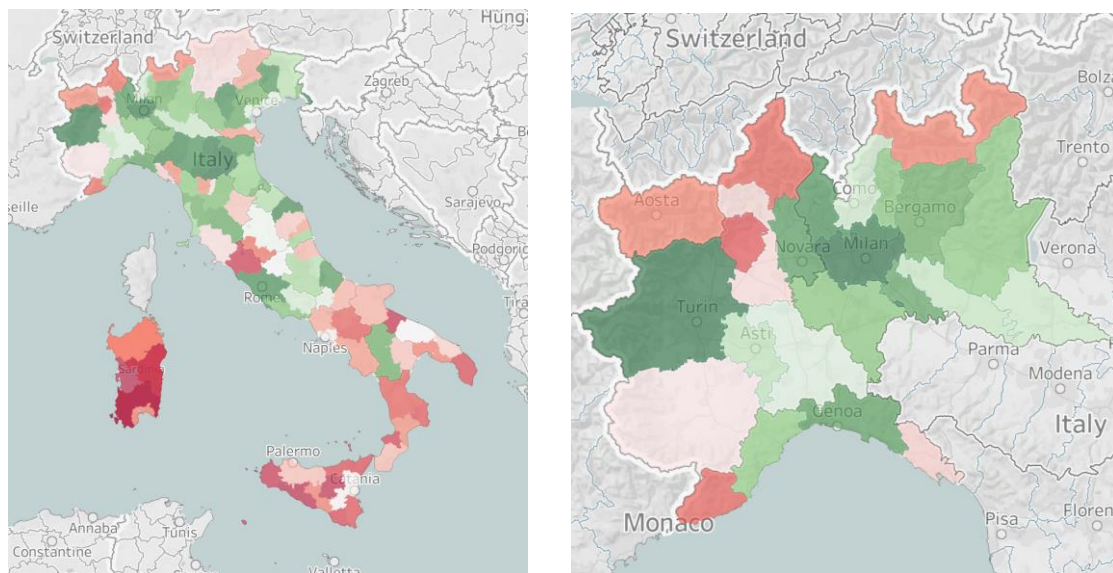 Switzerland
Hunga
Zagreb
Milan
Venice
Italy
seille
Sarajevo
Podgoric
Rome
Tira
Naples
Sardinia
Palermo
Catania
Annaba
Tunis
Constantine
Valletta
Switzerland
Bolza
Trento
Aosta
Como
Bergamo
Novara
Milan
Verona
Turin
Asti
Parma
Modena
Genoa
Italy
Monaco
Pisa
Floren